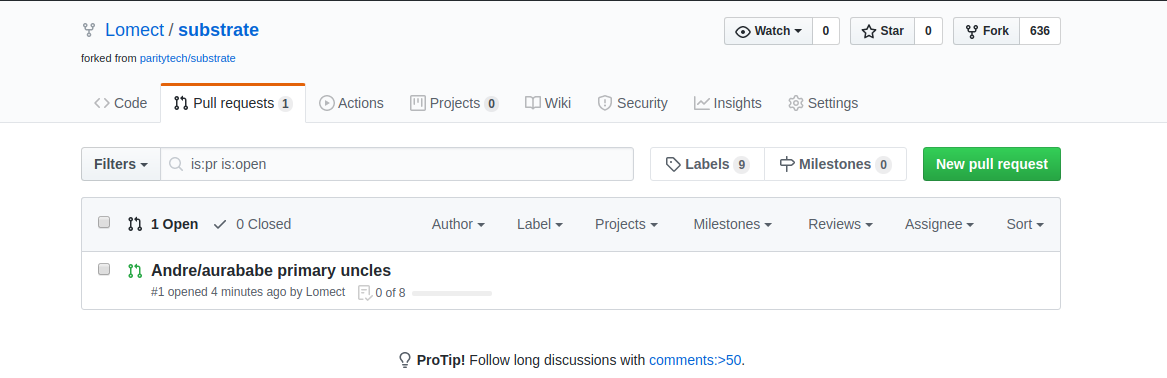 Lomect / substrate
Watch 0 Star 0 Fork 636
forked from paritytech/substrate
Code Pull requests 1 Actions Projects 0 Wiki Security Insights Settings
Filters is:pr is:open Labels 9 Milestones 0 New pull request
1 Open 0 Closed Author Label Projects Milestones Reviews Assignee Sort
Andre/aurababe primary uncles
#1 opened 4 minutes ago by Lomect 0 of 8
ProTip! Follow long discussions with comments:>50.